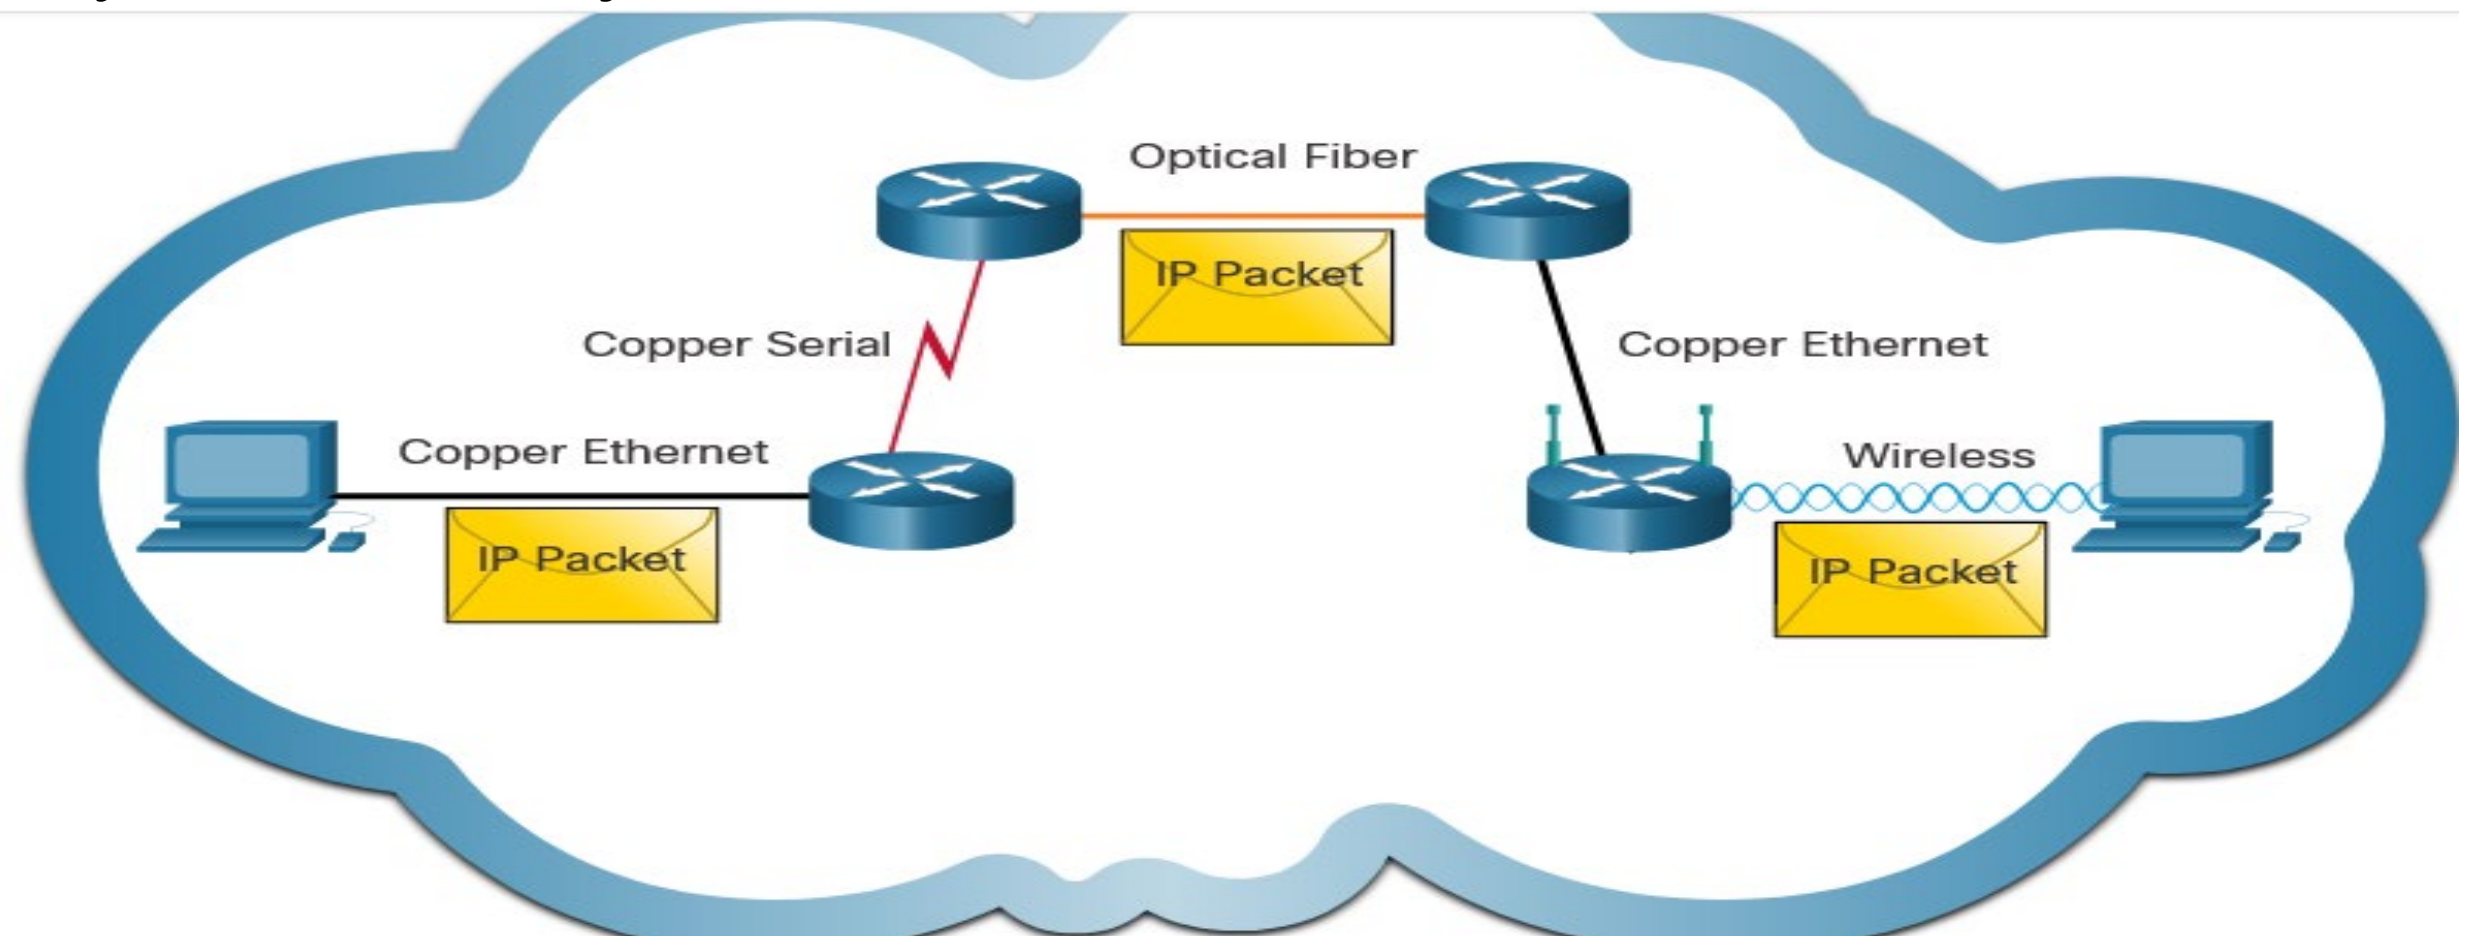 Optical Fiber
IP Packet
Copper Serial
Copper Ethernet
Copper Ethernet
Wireless
IP Packet
IP Packet